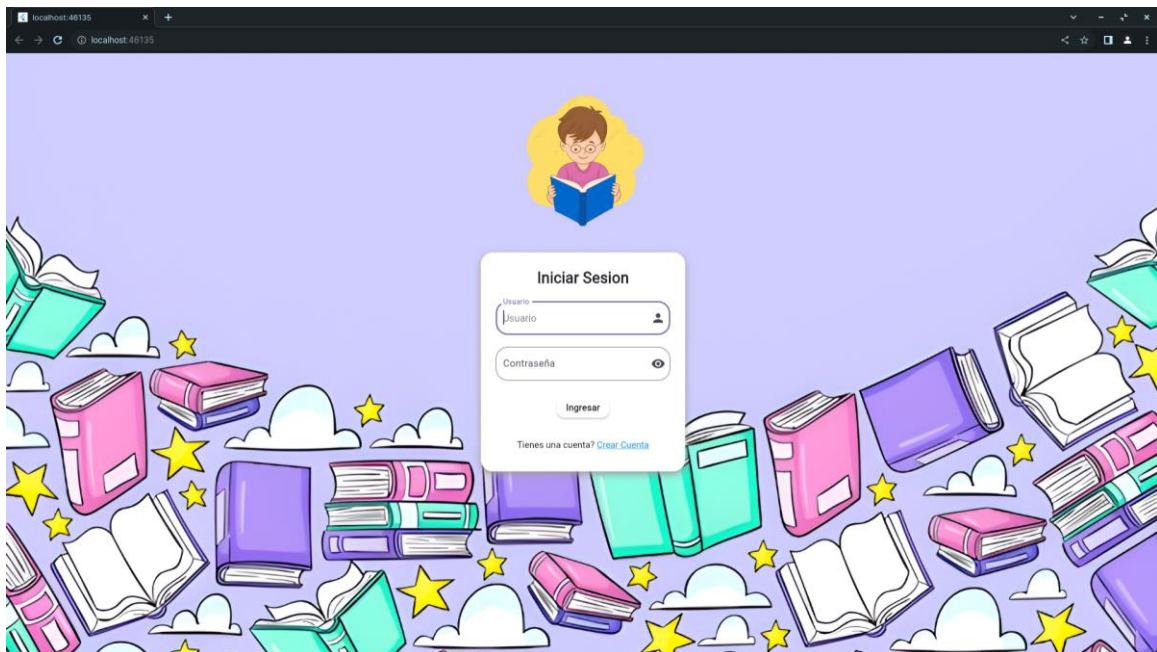 localhost:46135
localhost:46135
Iniciar Sesion
Usuario
Usuario
Contraseña
Ingresar
Tienes una cuenta? Crear Cuenta